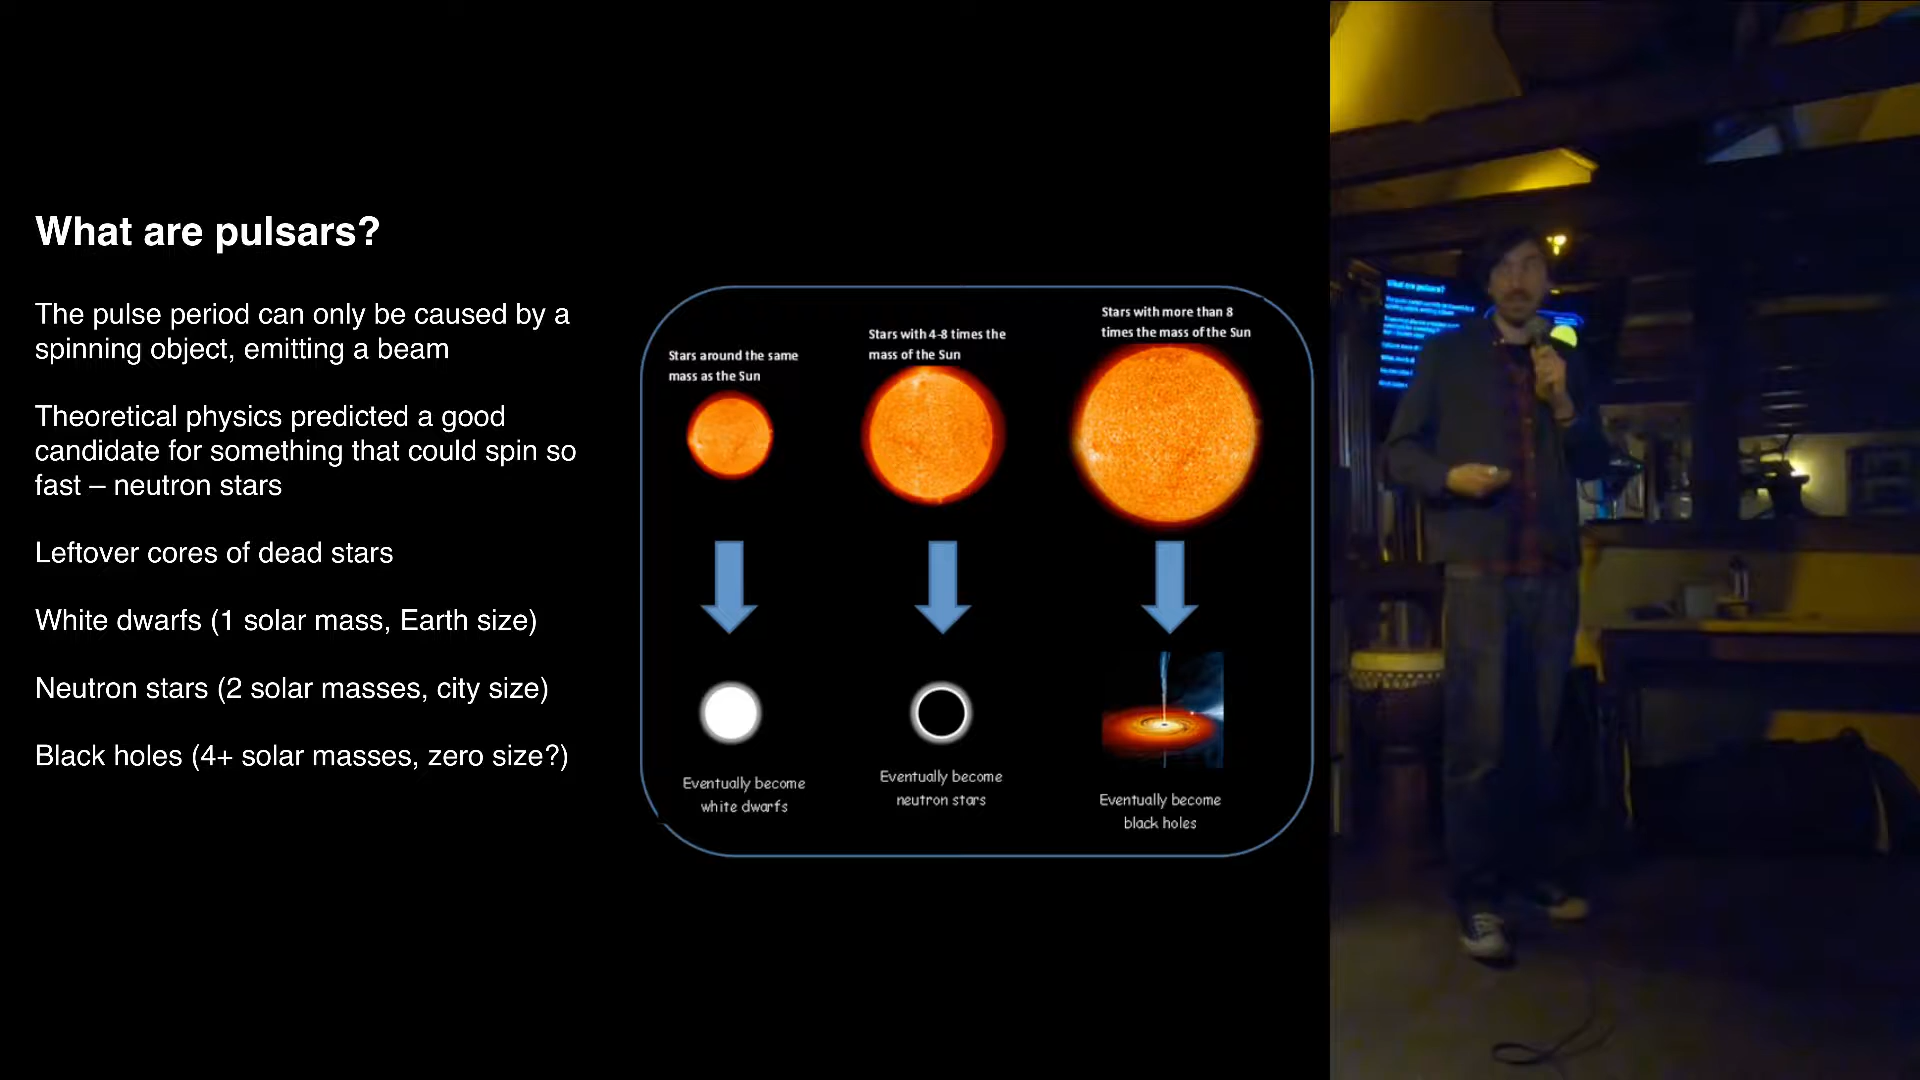 What are pulsars?
The pulse period can only be caused by a
spinning object, emitting a beam
Theoretical physics predicted a good
candidate for something that could spin so
fast – neutron stars
Leftover cores of dead stars
White dwarfs (1 solar mass, Earth size)
Neutron stars (2 solar masses, city size)
Black holes (4+ solar masses, zero size?)
Stars around the same
mass as the Sun
Stars with 4-8 times the
mass of the Sun
Stars with more than 8
times the mass of the Sun
Eventually become
white dwarfs
Eventually become
neutron stars
Eventually become
black holes
What are pulsars?